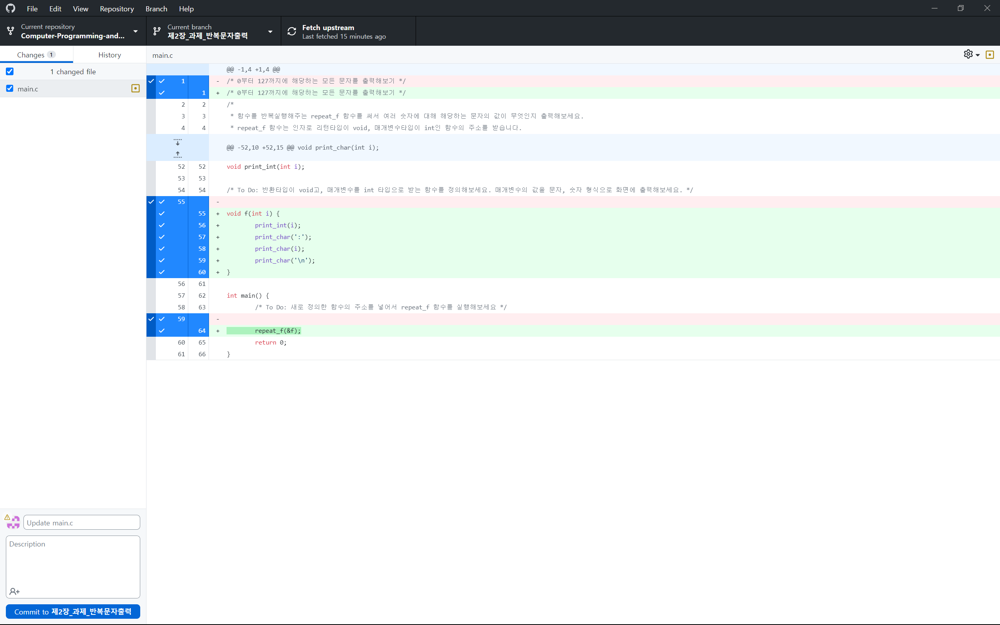 File Edit View Repository Branch Help
Current repository
Computer-Programming-and...
Current branch
제2장_과제_반복문자출력
Fetch upstream
Last fetched 15 minutes ago
Changes 1
History
1 changed file
main.c
main.c
@@ -1,4 +1,4 @@
1 - /* 0부터 127까지에 해당하는 모든 문자를 출력해보기 */
1 + /* 0부터 127까지에 해당하는 모든 문자를 출력해보기 */
2 2 /*
3 3 * 함수를 반복실행해주는 repeat_f 함수를 써서 여러 숫자에 대해 해당하는 문자의 값이 무엇인지 출력해보세요.
4 4 * repeat_f 함수는 인자로 리턴타입이 void, 매개변수타입이 int인 함수의 주소를 받습니다.
@@ -52,10 +52,15 @@ void print_char(int i);
52 52 void print_int(int i);
53 53
54 54 /* To Do: 반환타입이 void고, 매개변수를 int 타입으로 받는 함수를 정의해보세요. 매개변수의 값을 문자, 숫자 형식으로 화면에 출력해보세요. */
55 -
55 + void f(int i) {
56 + print_int(i);
57 + print_char(':');
58 + print_char(i);
59 + print_char('\n');
60 + }
56 61
57 62 int main() {
58 63 /* To Do: 새로 정의한 함수의 주소를 넣어서 repeat_f 함수를 실행해보세요 */
59 -
64 + repeat_f(&f);
60 65 return 0;
61 66 }
Update main.c
Description
Commit to 제2장_과제_반복문자출력